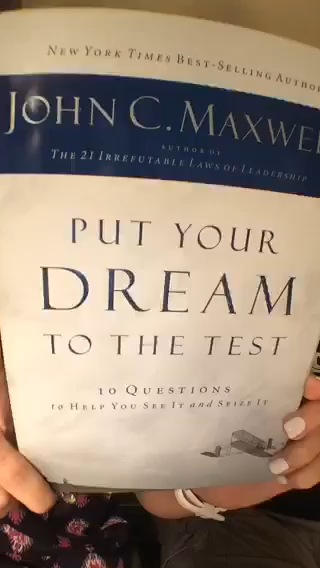 NEW YORK TIMES BEST-SELLING AUTHOR
JOHN C. MAXWEL
AUTHOR OF
THE 21 IRREFUTABLE LAWS OF LEADERSHIP
PUT YOUR
DREAM
TO THE TEST
10 QUESTIONS
to HELP YOU SEE IT and SEIZE IT